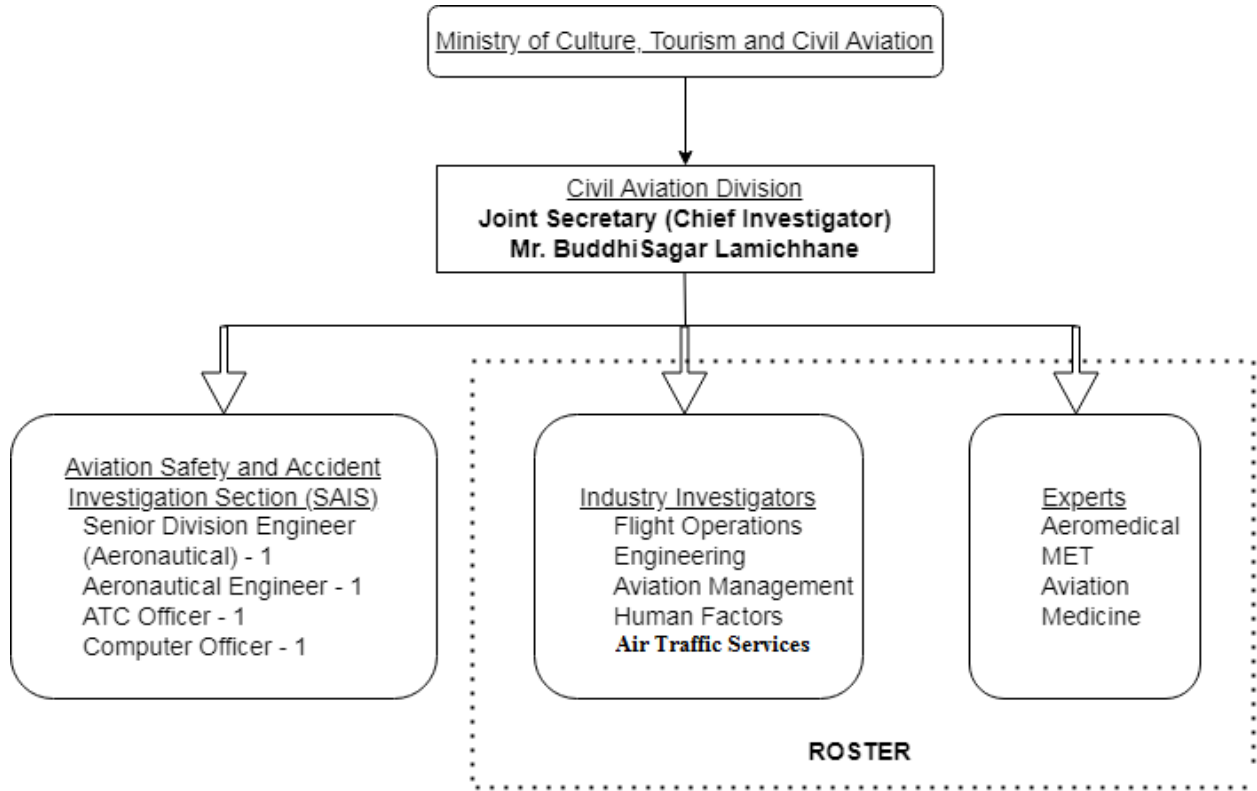 Ministry of Culture, Tourism and Civil Aviation
Civil Aviation Division
Joint Secretary (Chief Investigator)
Mr. BuddhiSagar Lamichhane
Aviation Safety and Accident
Investigation Section (SAIS)
Senior Division Engineer
(Aeronautical) - 1
Aeronautical Engineer - 1
ATC Officer - 1
Computer Officer - 1
Industry Investigators
Flight Operations
Engineering
Aviation Management
Human Factors
Air Traffic Services
Experts
Aeromedical
MET
Aviation
Medicine
ROSTER